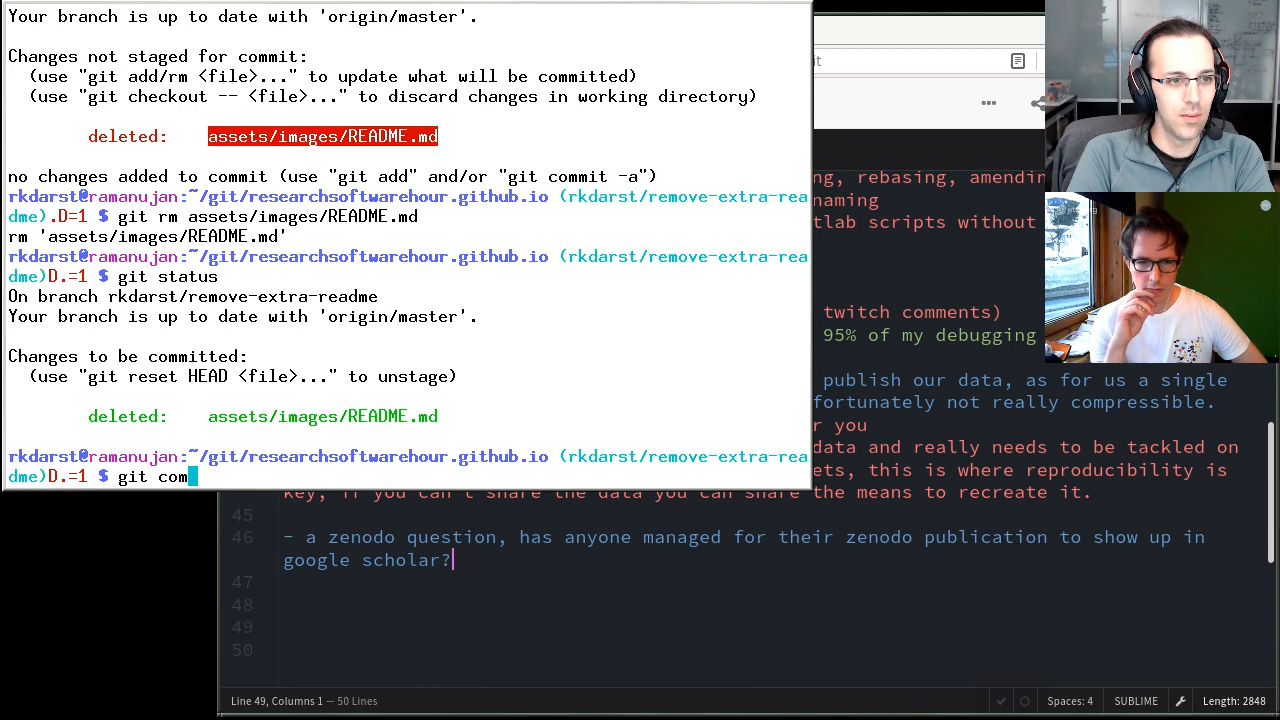 Your branch is up to date with 'origin/master'.
Changes not staged for commit:
(use "git add/rm <file>..." to update what will be committed)
(use "git checkout -- <file>..." to discard changes in working directory)
deleted: assets/images/README.md
no changes added to commit (use "git add" and/or "git commit -a")
rkdarst@ramanujan:~/git/researchsoftwarehour.github.io (rkdarst/remove-extra-rea
dme).D=1 $ git rm assets/images/README.md
rm 'assets/images/README.md'
rkdarst@ramanujan:~/git/researchsoftwarehour.github.io (rkdarst/remove-extra-rea
dme)D.=1 $ git status
On branch rkdarst/remove-extra-readme
Your branch is up to date with 'origin/master'.
Changes to be committed:
(use "git reset HEAD <file>..." to unstage)
deleted: assets/images/README.md
rkdarst@ramanujan:~/git/researchsoftwarehour.github.io (rkdarst/remove-extra-rea
dme)D.=1 $ git com
it
ng, rebasing, amendin
naming
tlab scripts without
twitch comments)
95% of my debugging
publish our data, as for us a single
fortunately not really compressible.
r you
data and really needs to be tackled on
ets, this is where reproducibility is
key, if you can't share the data you can share the means to recreate it.
45
46 - a zenodo question, has anyone managed for their zenodo publication to show up in
google scholar?
47
48
49
50
Line 49, Columns 1 — 50 Lines
Spaces: 4 SUBLIME Length: 2848